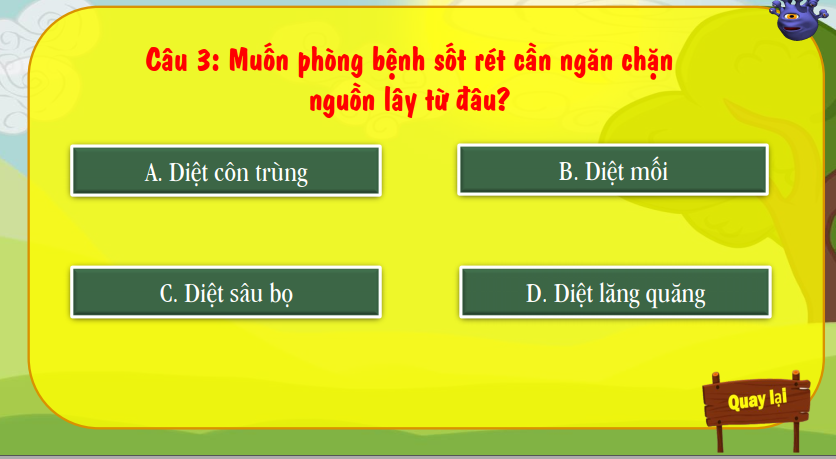 Câu 3: Muốn phòng bệnh sốt rét cần ngăn chặn
nguồn lây từ đâu?
A. Diệt côn trùng
B. Diệt mối
C. Diệt sâu bọ
D. Diệt lăng quăng
Quay lại